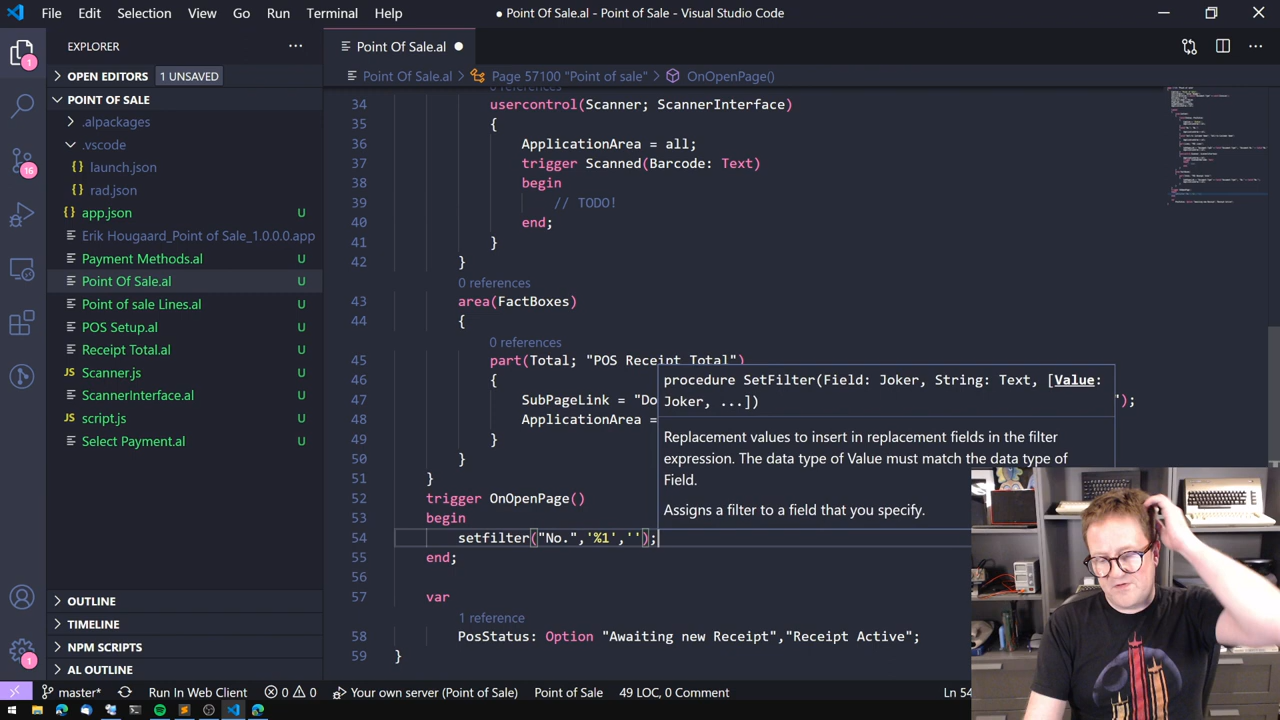 File Edit Selection View Go Run Terminal Help
● Point Of Sale.al - Point of Sale - Visual Studio Code
EXPLORER
Point Of Sale.al
OPEN EDITORS 1 UNSAVED
Point Of Sale.al > Page 57100 "Point of sale" > OnOpenPage()
POINT OF SALE
.alpackages
.vscode
launch.json
rad.json
app.json U
Erik Hougaard_Point of Sale_1.0.0.0.app
Payment Methods.al U
Point Of Sale.al U
Point of sale Lines.al U
POS Setup.al U
Receipt Total.al U
JS Scanner.js U
ScannerInterface.al U
JS script.js U
Select Payment.al U
OUTLINE
TIMELINE
NPM SCRIPTS
AL OUTLINE
1
16
1
0 references
34 usercontrol(Scanner; ScannerInterface)
35 {
36 ApplicationArea = all;
37 trigger Scanned(Barcode: Text)
38 begin
39 // TODO!
40 end;
41 }
42 }
0 references
43 area(FactBoxes)
44 {
0 references
45 part(Total; "POS Receipt Total")
46 {
47 SubPageLink = "Do ");
48 ApplicationArea =
49 }
50 }
51 }
52 trigger OnOpenPage()
53 begin
54 setfilter("No.",'%1','');
55 end;
56
57 var
1 reference
58 PosStatus: Option "Awaiting new Receipt","Receipt Active";
59 }
procedure SetFilter(Field: Joker, String: Text, [Value:
Joker, ...])
Replacement values to insert in replacement fields in the filter
expression. The data type of Value must match the data type of
Field.
Assigns a filter to a field that you specify.
master* Run In Web Client 0 0 Your own server (Point of Sale) Point of Sale 49 LOC, 0 Comment Ln 54